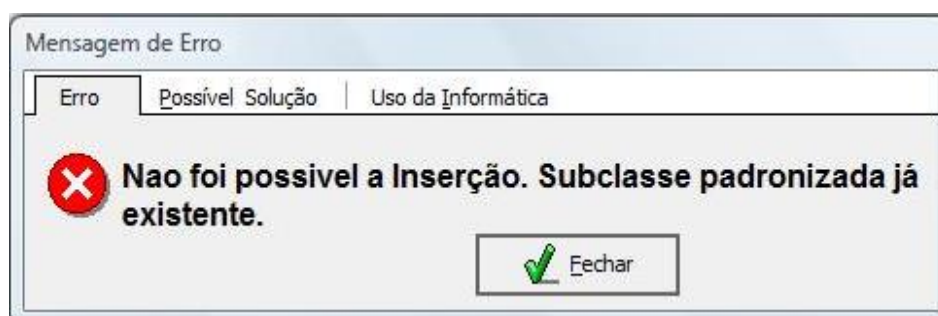 Mensagem de Erro
Erro Possível Solução Uso da Informática
Nao foi possivel a Inserção. Subclasse padronizada já
existente.
Fechar